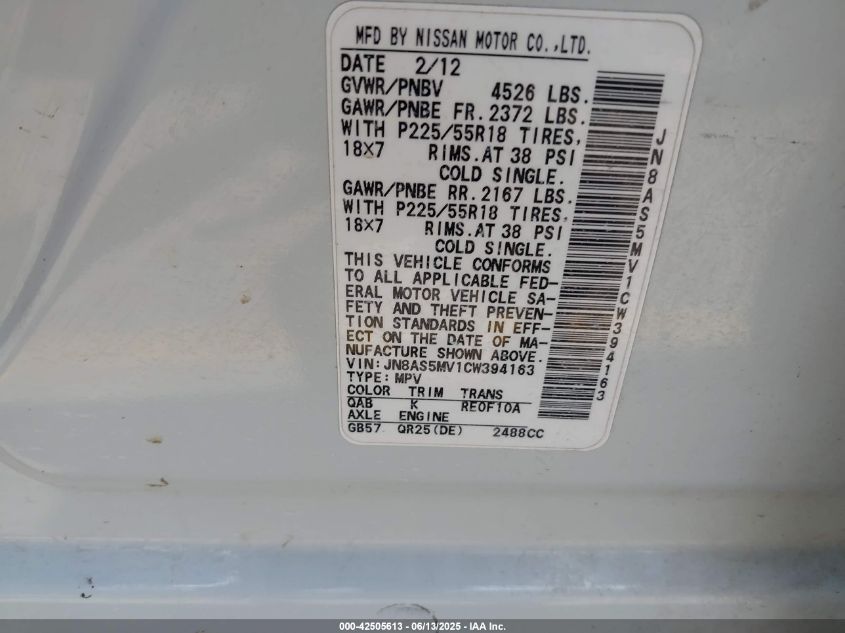 MFD BY NISSAN MOTOR CO.,LTD.
DATE 2/12
GVWR/PNBV 4526 LBS.
GAWR/PNBE FR. 2372 LBS.
WITH P225/55R18 TIRES,
18X7 RIMS. AT 38 PSI
COLD SINGLE.
GAWR/PNBE RR. 2167 LBS.
WITH P225/55R18 TIRES,
18X7 RIMS. AT 38 PSI
COLD SINGLE.
THIS VEHICLE CONFORMS
TO ALL APPLICABLE FED-
ERAL MOTOR VEHICLE SA-
FETY AND THEFT PREVEN-
TION STANDARDS IN EFF-
ECT ON THE DATE OF MA-
NUFACTURE SHOWN ABOVE.
VIN: JN8AS5MV1CW394163
TYPE: MPV
COLOR TRIM TRANS
QAB K RE0F10A
AXLE ENGINE
GB57 QR25(DE) 2488CC
JN8AS5MV1CW394163
000-42505613 - 06/13/2025 - IAA Inc.